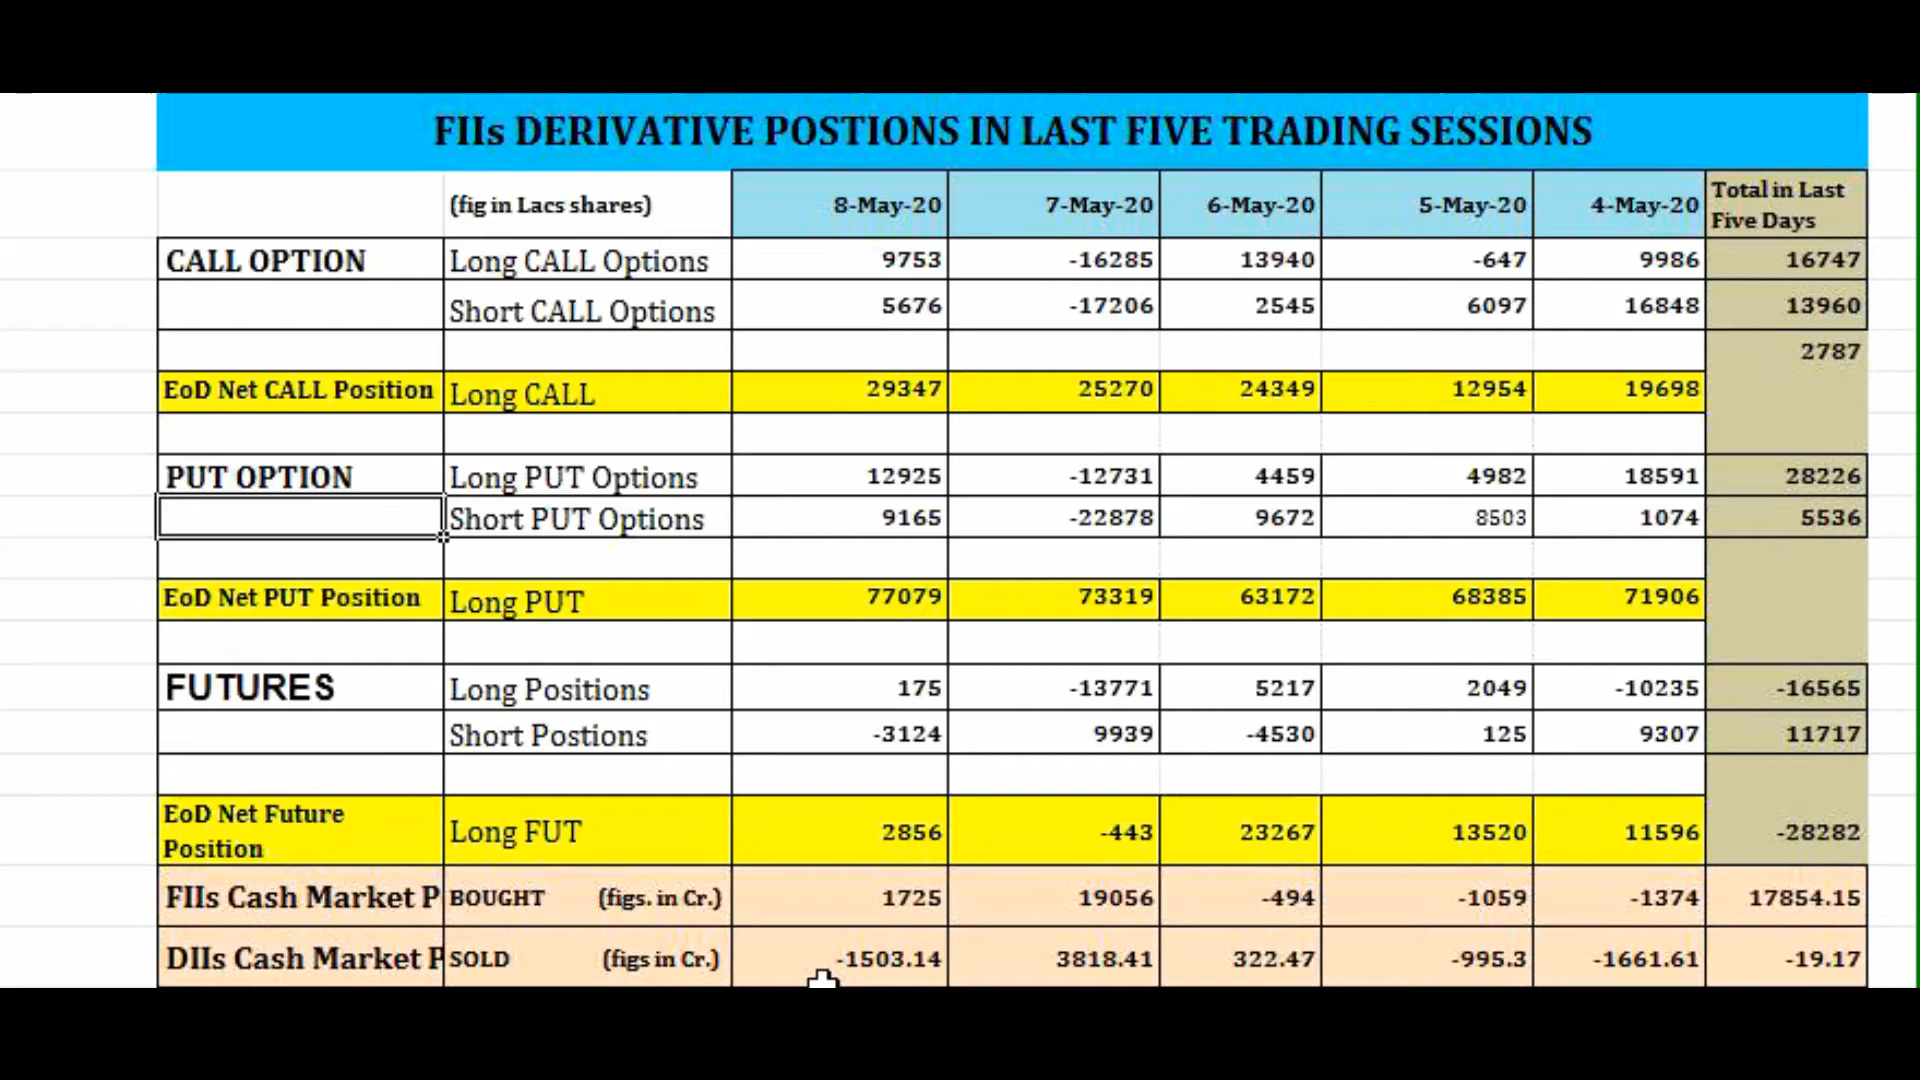 FIIs DERIVATIVE POSTIONS IN LAST FIVE TRADING SESSIONS
(fig in Lacs shares) 8-May-20 7-May-20 6-May-20 5-May-20 4-May-20 Total in Last Five Days
CALL OPTION Long CALL Options 9753 -16285 13940 -647 9986 16747
Short CALL Options 5676 -17206 2545 6097 16848 13960
2787
EoD Net CALL Position Long CALL 29347 25270 24349 12954 19698
PUT OPTION Long PUT Options 12925 -12731 4459 4982 18591 28226
Short PUT Options 9165 -22878 9672 8503 1074 5536
EoD Net PUT Position Long PUT 77079 73319 63172 68385 71906
FUTURES Long Positions 175 -13771 5217 2049 -10235 -16565
Short Postions -3124 9939 -4530 125 9307 11717
EoD Net Future Position Long FUT 2856 -443 23267 13520 11596 -28282
FIIs Cash Market P BOUGHT (figs. in Cr.) 1725 19056 -494 -1059 -1374 17854.15
DIIs Cash Market P SOLD (figs in Cr.) -1503.14 3818.41 322.47 -995.3 -1661.61 -19.17